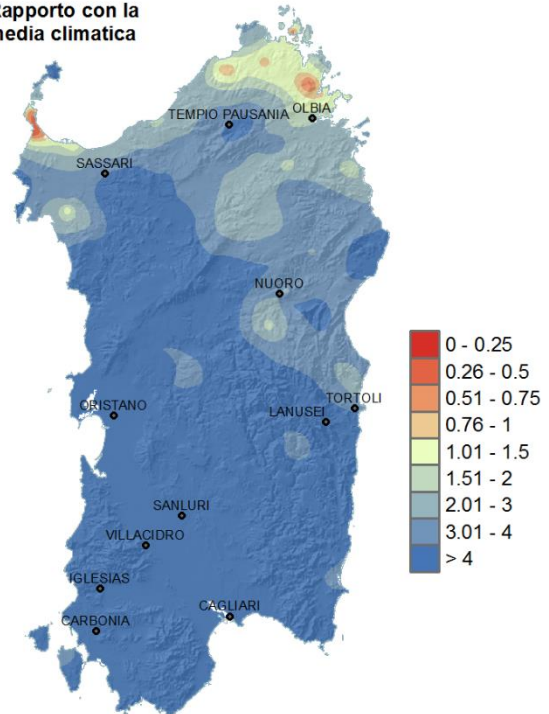 Rapporto con la
media climatica
TEMPIO PAUSANIA
OLBIA
SASSARI
NUORO
ORISTANO
TORTOLI
LANUSEI
SANLURI
VILLACIDRO
IGLESIAS
CAGLIARI
CARBONIA
0 - 0.25
0.26 - 0.5
0.51 - 0.75
0.76 - 1
1.01 - 1.5
1.51 - 2
2.01 - 3
3.01 - 4
> 4